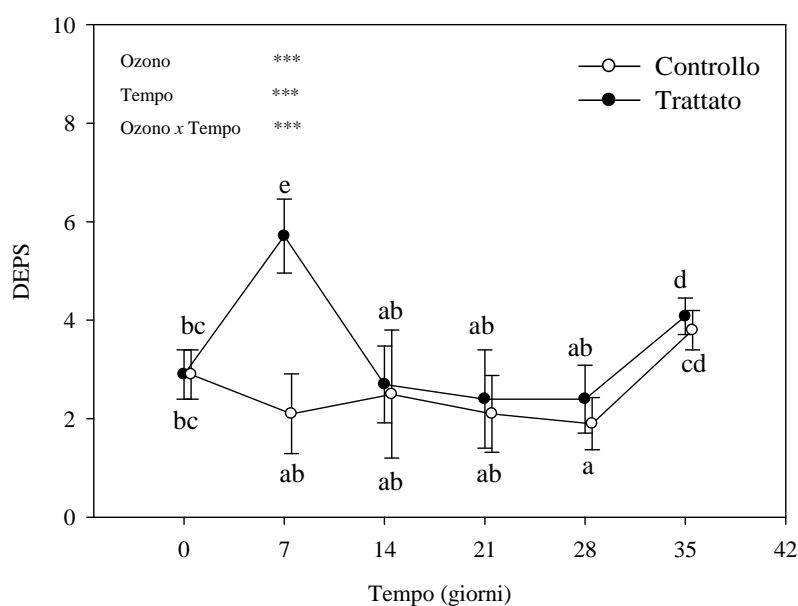 10
Ozono ***
Tempo ***
Ozono x Tempo ***
Controllo
Trattato
8
6
4
2
0
DEPS
e
bc
bc
ab
ab
ab
ab
ab
ab
a
d
cd
0 7 14 21 28 35 42
Tempo (giorni)